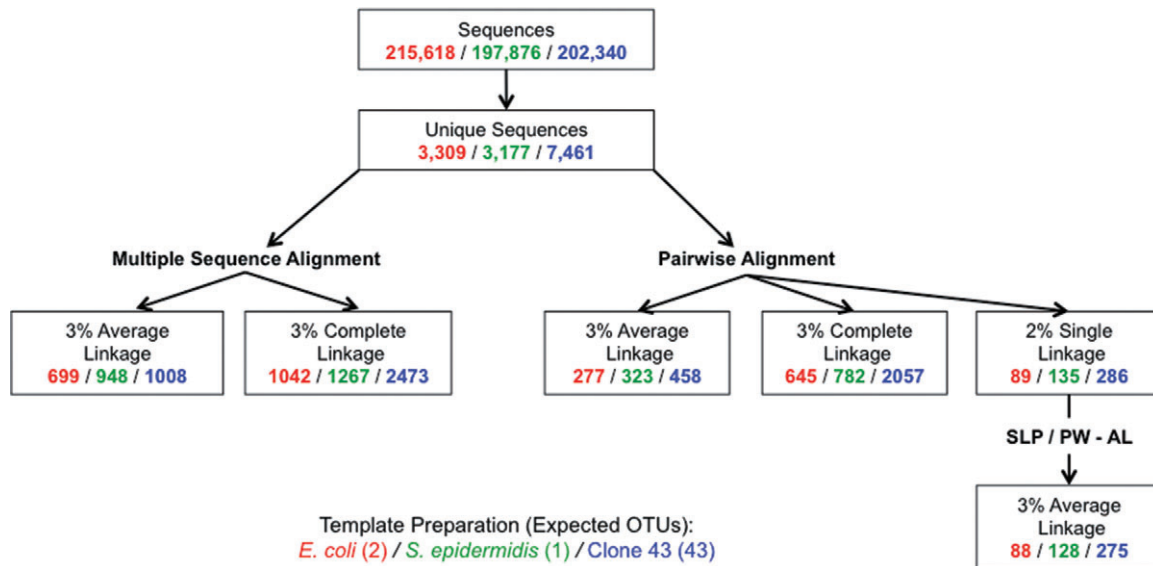 Sequences
215,618 / 197,876 / 202,340
Unique Sequences
3,309 / 3,177 / 7,461
Multiple Sequence Alignment
3% Average
Linkage
699 / 948 / 1008
3% Complete
Linkage
1042 / 1267 / 2473
Pairwise Alignment
3% Average
Linkage
277 / 323 / 458
3% Complete
Linkage
645 / 782 / 2057
2% Single
Linkage
89 / 135 / 286
SLP / PW - AL
3% Average
Linkage
88 / 128 / 275
Template Preparation (Expected OTUs):
E. coli (2) / S. epidermidis (1) / Clone 43 (43)